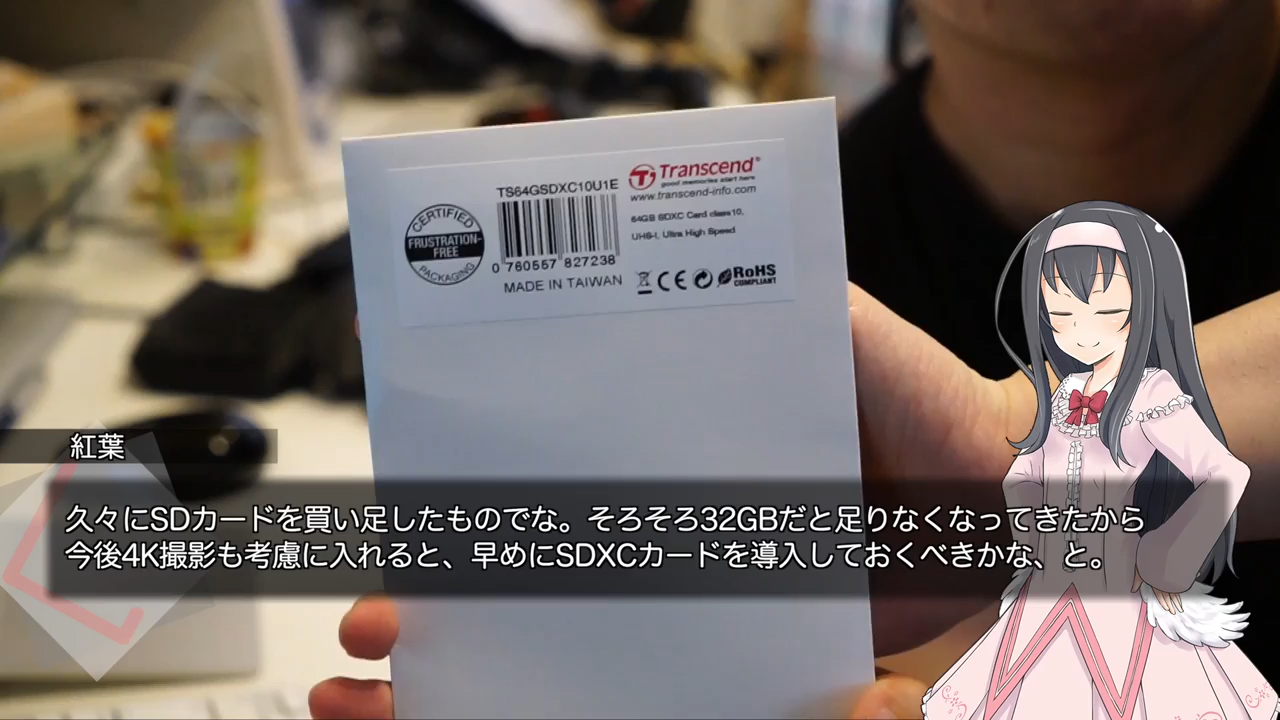 TS64GSDXC10U1E
Transcend®
good memories start here
www.transcend-info.com
CERTIFIED
FRUSTRATION-
FREE
PACKAGING
0 760557 827238
64GB SDXC Card class10,
UHS-I, Ultra High Speed
MADE IN TAIWAN
CE
RoHS
COMPLIANT
紅葉
久々にSDカードを買い足したものでな。そろそろ32GBだと足りなくなってきたから
今後4K撮影も考慮に入れると、早めにSDXCカードを導入しておくべきかな、と。